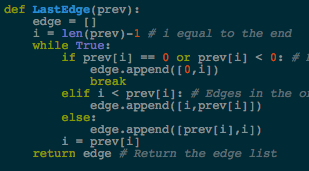 def LastEdge(prev):
    edge = []
    i = len(prev)-1 # i equal to the end
    while True:
        if prev[i] == 0 or prev[i] < 0: #
            edge.append([0,i])
            break
        elif i < prev[i]: # Edges in the o
            edge.append([i,prev[i]])
        else:
            edge.append([prev[i],i])
        i = prev[i]
    return edge # Return the edge list